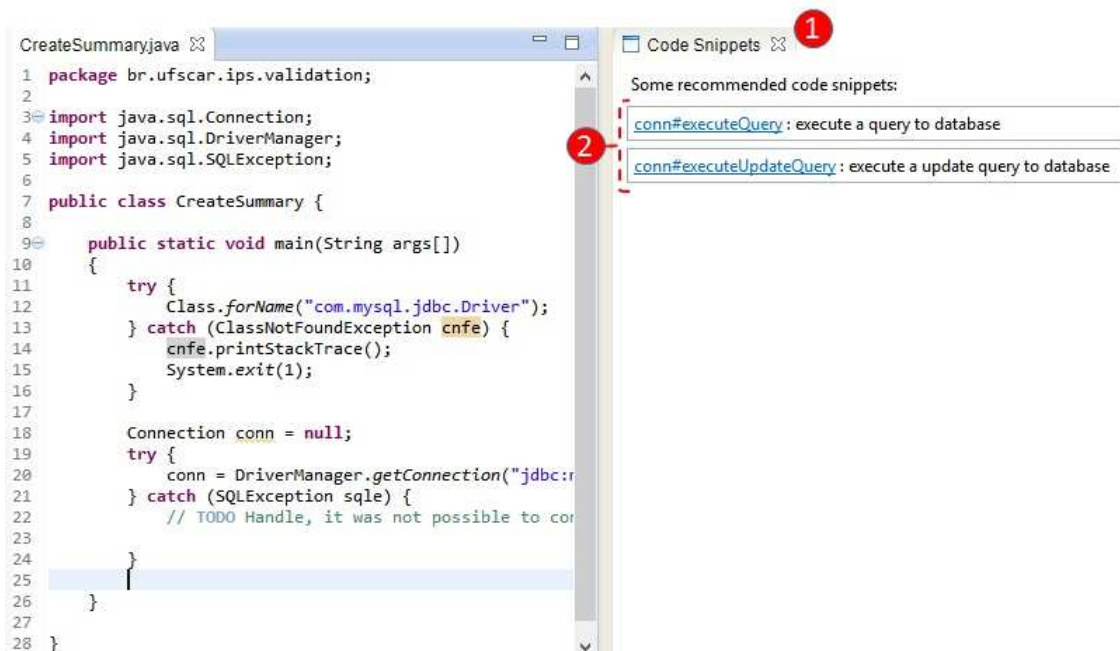 CreateSummary.java
1 package br.ufscar.ips.validation;
2
3 import java.sql.Connection;
4 import java.sql.DriverManager;
5 import java.sql.SQLException;
6
7 public class CreateSummary {
8
9 public static void main(String args[])
10 {
11 try {
12 Class.forName("com.mysql.jdbc.Driver");
13 } catch (ClassNotFoundException cnfe) {
14 cnfe.printStackTrace();
15 System.exit(1);
16 }
17
18 Connection conn = null;
19 try {
20 conn = DriverManager.getConnection("jdbc:
21 } catch (SQLException sqle) {
22 // TODO Handle, it was not possible to
23
24 }
25
26 }
27
28 }
Code Snippets
1
Some recommended code snippets:
2
conn#executeQuery : execute a query to database
conn#executeUpdateQuery : execute a update query to database